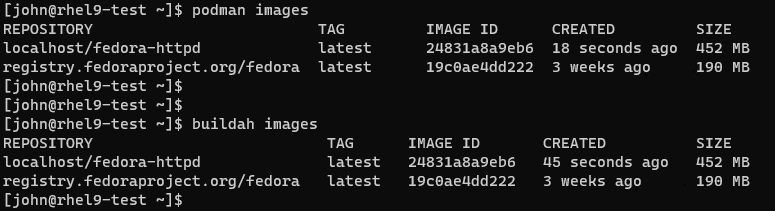 [john@rhel9-test ~]$ podman images
REPOSITORY                         TAG         IMAGE ID      CREATED         SIZE
localhost/fedora-httpd             latest      24831a8a9eb6  18 seconds ago  452 MB
registry.fedoraproject.org/fedora  latest      19c0ae4dd222  3 weeks ago     190 MB
[john@rhel9-test ~]$
[john@rhel9-test ~]$
[john@rhel9-test ~]$ buildah images
REPOSITORY                          TAG      IMAGE ID       CREATED          SIZE
localhost/fedora-httpd              latest   24831a8a9eb6   45 seconds ago   452 MB
registry.fedoraproject.org/fedora   latest   19c0ae4dd222   3 weeks ago      190 MB
[john@rhel9-test ~]$